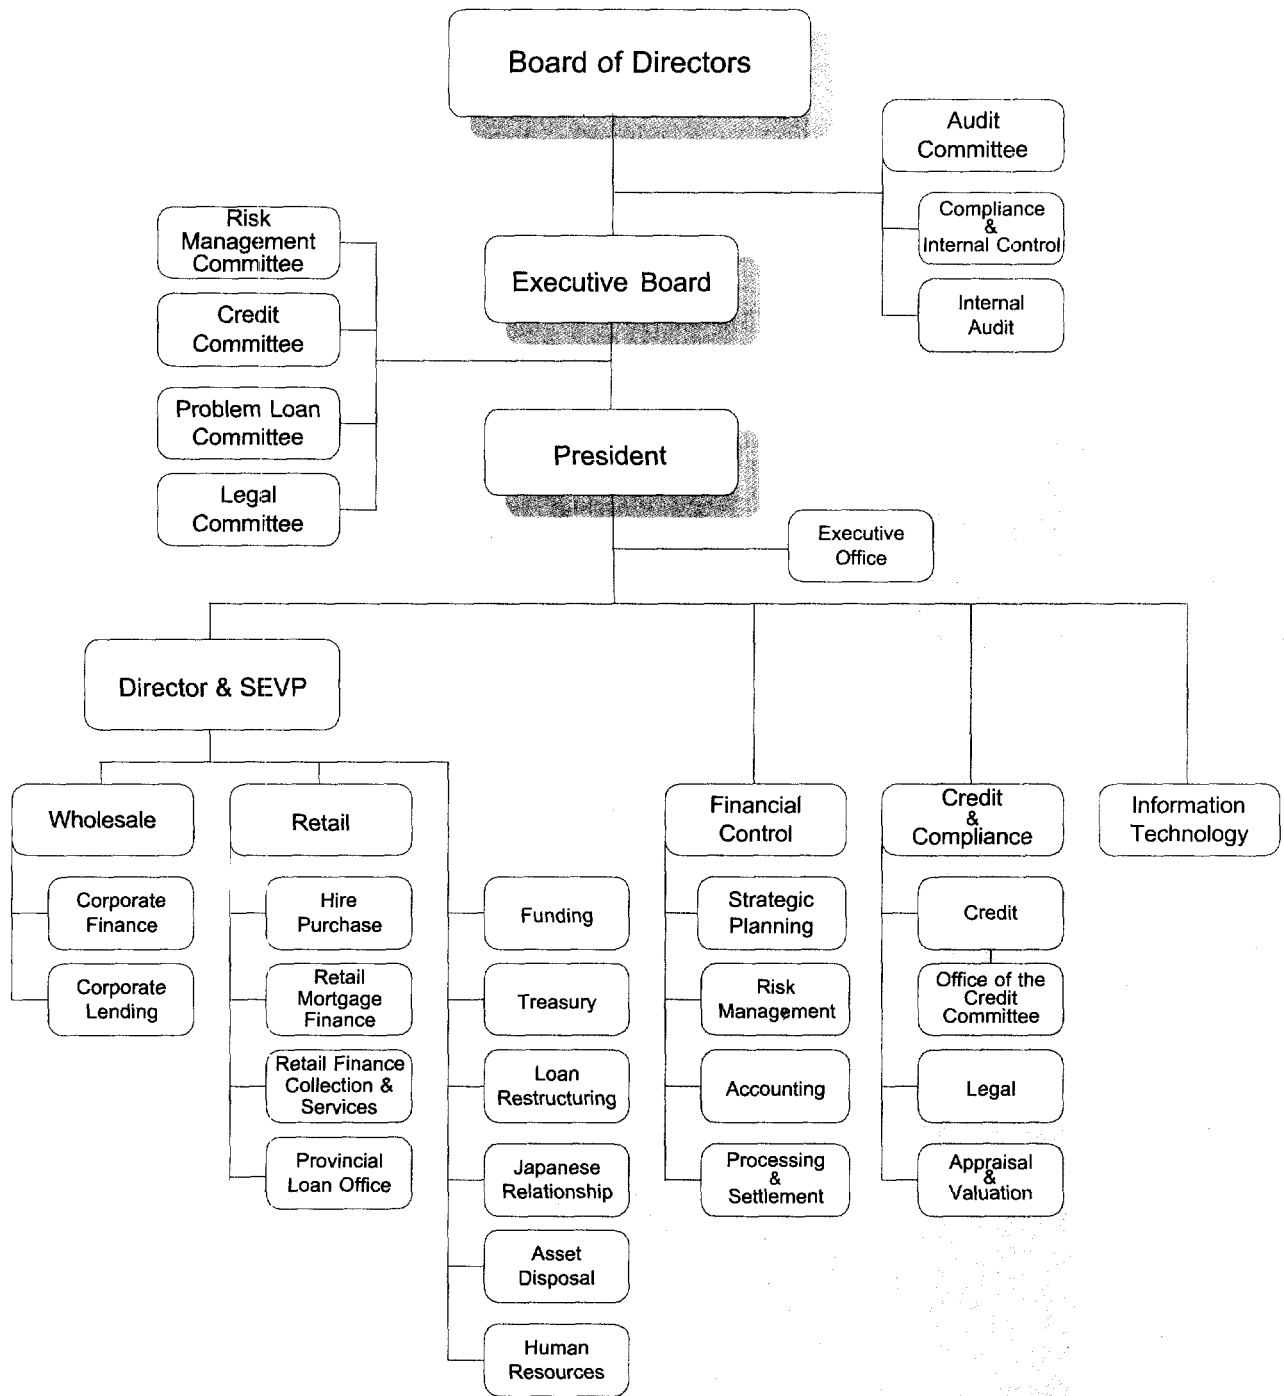 Board of Directors
Audit
Committee
Compliance
&
Internal Control
Internal
Audit
Risk
Management
Committee
Credit
Committee
Problem Loan
Committee
Legal
Committee
Executive Board
President
Executive
Office
Director & SEVP
Wholesale
Corporate
Finance
Corporate
Lending
Retail
Hire
Purchase
Retail
Mortgage
Finance
Retail Finance
Collection &
Services
Provincial
Loan Office
Funding
Treasury
Loan
Restructuring
Japanese
Relationship
Asset
Disposal
Human
Resources
Financial
Control
Strategic
Planning
Risk
Management
Accounting
Processing
&
Settlement
Credit
&
Compliance
Credit
Office of the
Credit
Committee
Legal
Appraisal
&
Valuation
Information
Technology